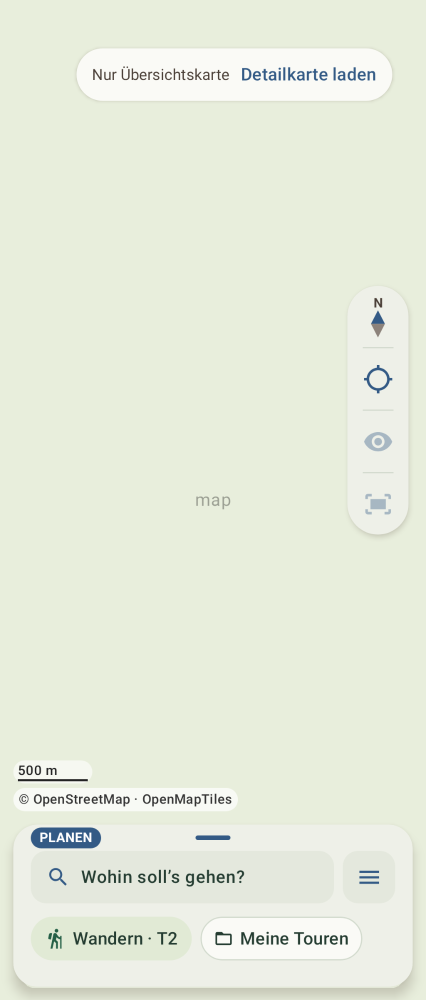 Nur Übersichtskarte Detailkarte laden
N
map
500 m
© OpenStreetMap · OpenMapTiles
PLANEN
Wohin soll’s gehen?
Wandern · T2 Meine Touren